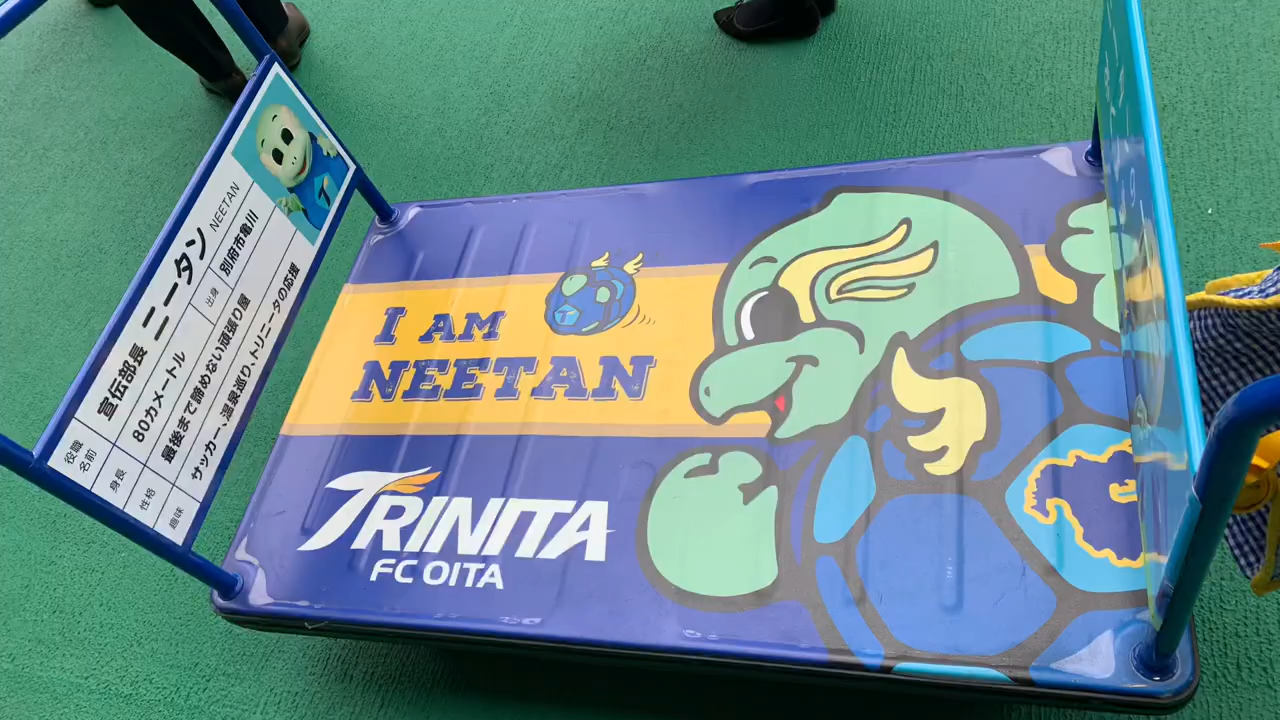 役職 宣伝部長
名前 ニータン NEETAN
身長 80カメートル 出身 別府市亀川
性格 最後まで諦めない頑張り屋
趣味 サッカー、温泉巡り、トリニータの応援
I AM
NEETAN
TRINITA
FC OITA